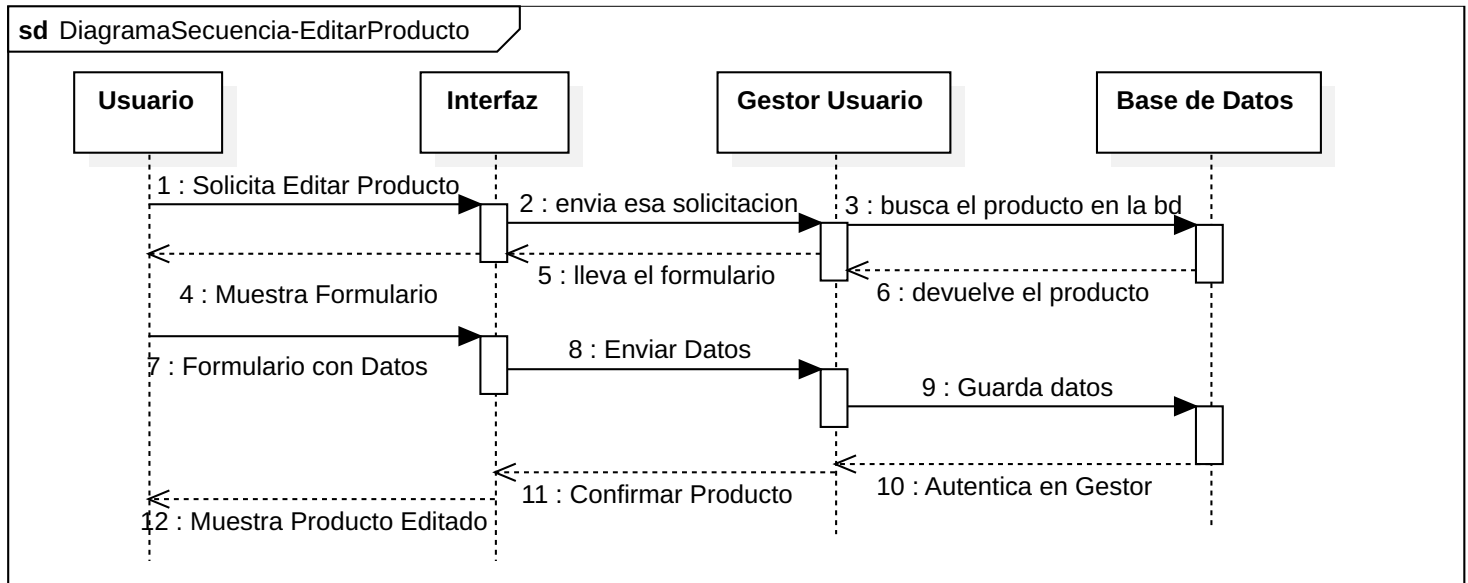 sd DiagramaSecuencia-EditarProducto
Usuario
Interfaz
Gestor Usuario
Base de Datos
1 : Solicita Editar Producto
2 : envia esa solicitacion
3 : busca el producto en la bd
4 : Muestra Formulario
5 : lleva el formulario
6 : devuelve el producto
7 : Formulario con Datos
8 : Enviar Datos
9 : Guarda datos
10 : Autentica en Gestor
11 : Confirmar Producto
12 : Muestra Producto Editado